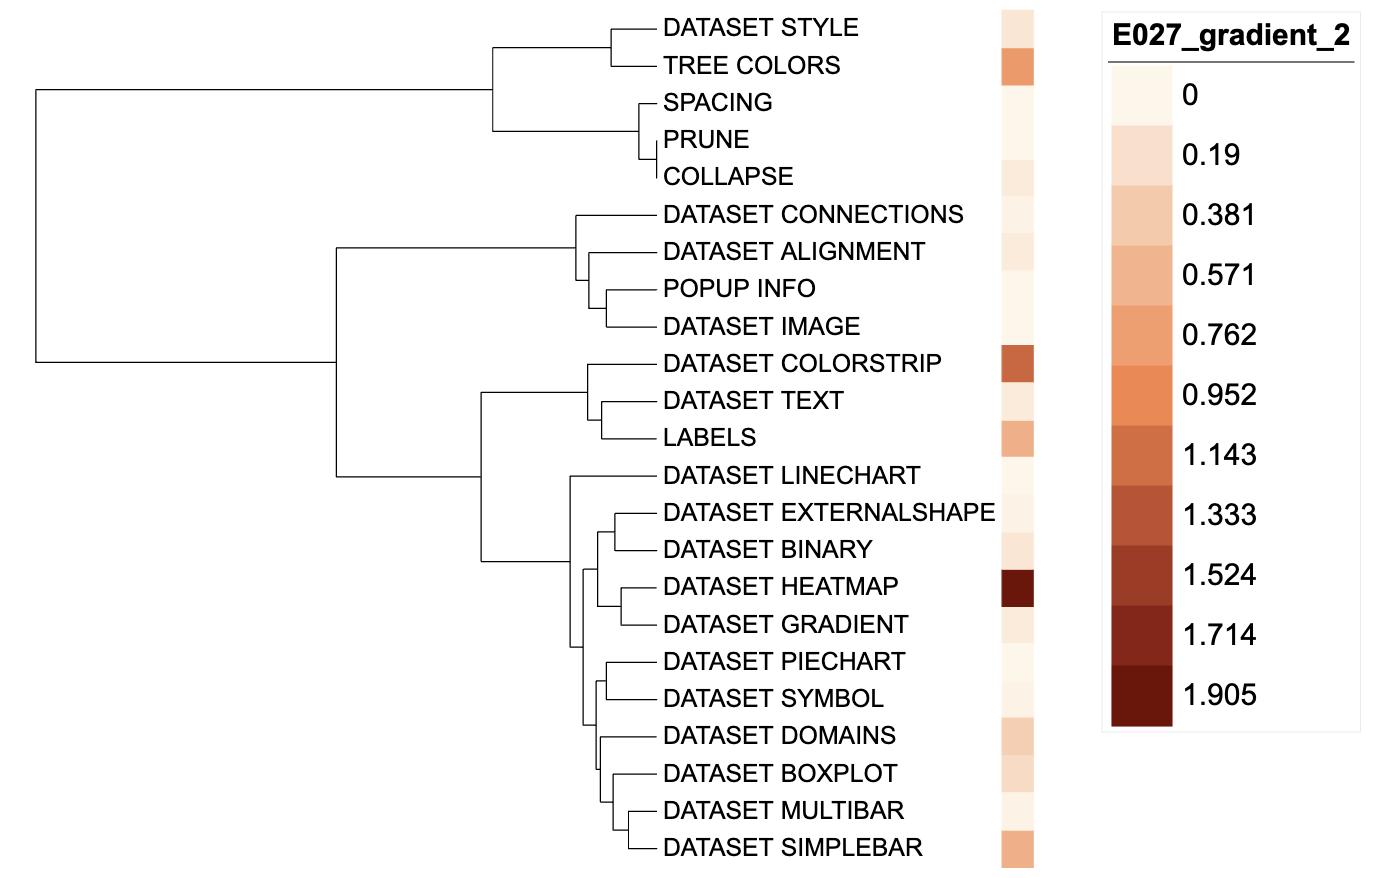 DATASET STYLE
TREE COLORS
SPACING
PRUNE
COLLAPSE
DATASET CONNECTIONS
DATASET ALIGNMENT
POPUP INFO
DATASET IMAGE
DATASET COLORSTRIP
DATASET TEXT
LABELS
DATASET LINECHART
DATASET EXTERNALSHAPE
DATASET BINARY
DATASET HEATMAP
DATASET GRADIENT
DATASET PIECHART
DATASET SYMBOL
DATASET DOMAINS
DATASET BOXPLOT
DATASET MULTIBAR
DATASET SIMPLEBAR
E027_gradient_2
0
0.19
0.381
0.571
0.762
0.952
1.143
1.333
1.524
1.714
1.905